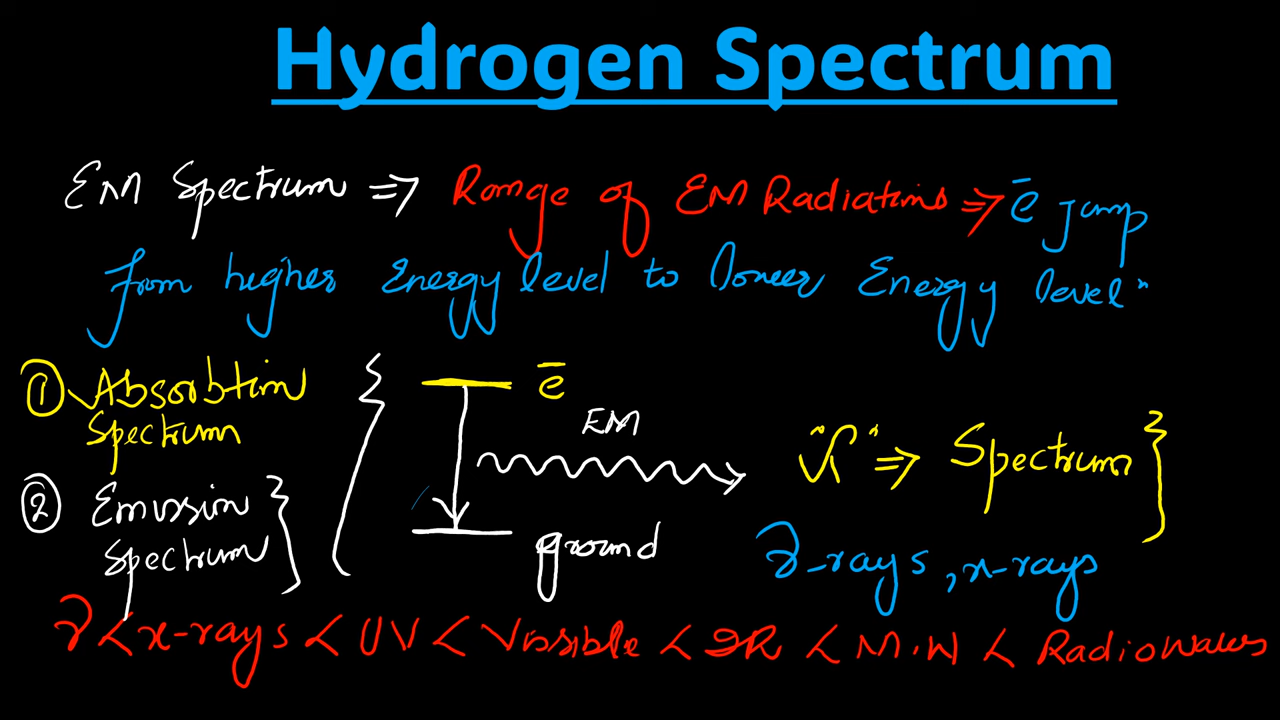 Hydrogen Spectrum
EM Spectrum ⇒ Range of EM Radiations ⇒ ē jump
from higher Energy level to lower Energy level"
① Absorbtion
Spectrum
② Emission
Spectrum
ē
EM
ground
⇒ Spectrum
γ-rays, x-rays
γ < x-rays < UV < Vissible < IR < M.W < Radiowaves